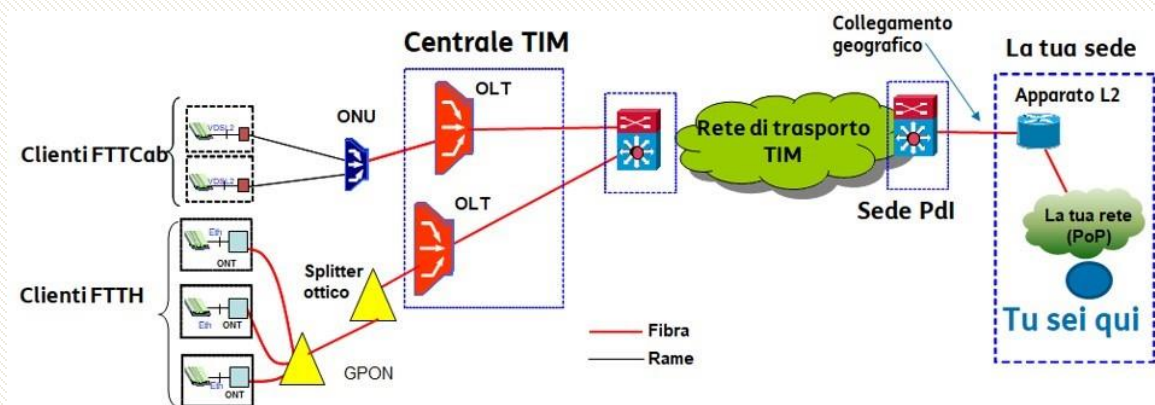 Centrale TIM
Collegamento
geografico
La tua sede
OLT
ONU
Apparato L2
VDSL2
Clienti FTTCab
VDSL2
Rete di trasporto
TIM
OLT
Sede PdI
La tua rete
(PoP)
Eth
ONT
Splitter
ottico
Clienti FTTH
Eth
ONT
Tu sei qui
Fibra
Rame
GPON
Eth
ONT